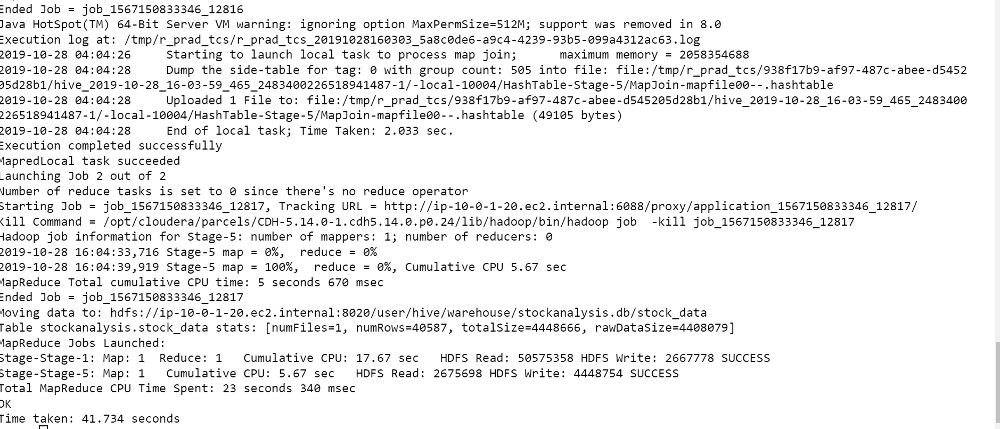 Ended Job = job_1567150833346_12816
Java HotSpot(TM) 64-Bit Server VM warning: ignoring option MaxPermSize=512M; support was removed in 8.0
Execution log at: /tmp/r_prad_tcs/r_prad_tcs_20191028160303_5a8c0de6-a9c4-4239-93b5-099a4312ac63.log
2019-10-28 04:04:26     Starting to launch local task to process map join;      maximum memory = 2058354688
2019-10-28 04:04:28     Dump the side-table for tag: 0 with group count: 505 into file: file:/tmp/r_prad_tcs/938f17b9-af97-487c-abee-d5452
05d28b1/hive_2019-10-28_16-03-59_465_2483400226518941487-1/-local-10004/HashTable-Stage-5/MapJoin-mapfile00--.hashtable
2019-10-28 04:04:28     Uploaded 1 File to: file:/tmp/r_prad_tcs/938f17b9-af97-487c-abee-d545205d28b1/hive_2019-10-28_16-03-59_465_2483400
226518941487-1/-local-10004/HashTable-Stage-5/MapJoin-mapfile00--.hashtable (49105 bytes)
2019-10-28 04:04:28     End of local task; Time Taken: 2.033 sec.
Execution completed successfully
MapredLocal task succeeded
Launching Job 2 out of 2
Number of reduce tasks is set to 0 since there's no reduce operator
Starting Job = job_1567150833346_12817, Tracking URL = http://ip-10-0-1-20.ec2.internal:6088/proxy/application_1567150833346_12817/
Kill Command = /opt/cloudera/parcels/CDH-5.14.0-1.cdh5.14.0.p0.24/lib/hadoop/bin/hadoop job  -kill job_1567150833346_12817
Hadoop job information for Stage-5: number of mappers: 1; number of reducers: 0
2019-10-28 16:04:33,716 Stage-5 map = 0%,  reduce = 0%
2019-10-28 16:04:39,919 Stage-5 map = 100%,  reduce = 0%, Cumulative CPU 5.67 sec
MapReduce Total cumulative CPU time: 5 seconds 670 msec
Ended Job = job_1567150833346_12817
Moving data to: hdfs://ip-10-0-1-20.ec2.internal:8020/user/hive/warehouse/stockanalysis.db/stock_data
Table stockanalysis.stock_data stats: [numFiles=1, numRows=40587, totalSize=4448666, rawDataSize=4408079]
MapReduce Jobs Launched:
Stage-Stage-1: Map: 1  Reduce: 1   Cumulative CPU: 17.67 sec   HDFS Read: 50575358 HDFS Write: 2667778 SUCCESS
Stage-Stage-5: Map: 1   Cumulative CPU: 5.67 sec   HDFS Read: 2675698 HDFS Write: 4448754 SUCCESS
Total MapReduce CPU Time Spent: 23 seconds 340 msec
OK
Time taken: 41.734 seconds